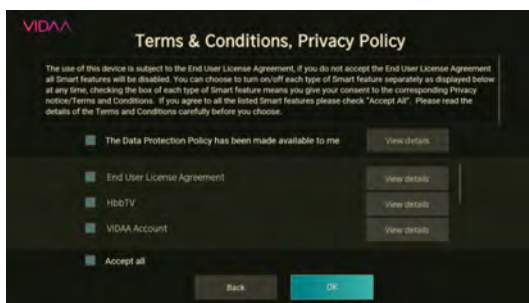 VIDAA
Terms & Conditions, Privacy Policy
The use of this device is subject to the End User License Agreement, if you do not accept the End User License Agreement
all Smart features will be disabled. You can choose to turn on/off each type of Smart feature separately as displayed below
at any time, checking the box of each type of Smart feature means you give your consent to the corresponding Privacy
notice/Terms and Conditions. If you agree to all the listed Smart features please check "Accept All". Please read the
details of the Terms and Conditions carefully before you choose.
The Data Protection Policy has been made available to me View details
End User License Agreement View details
HbbTV View details
VIDAA Account View details
Accept all
Back OK